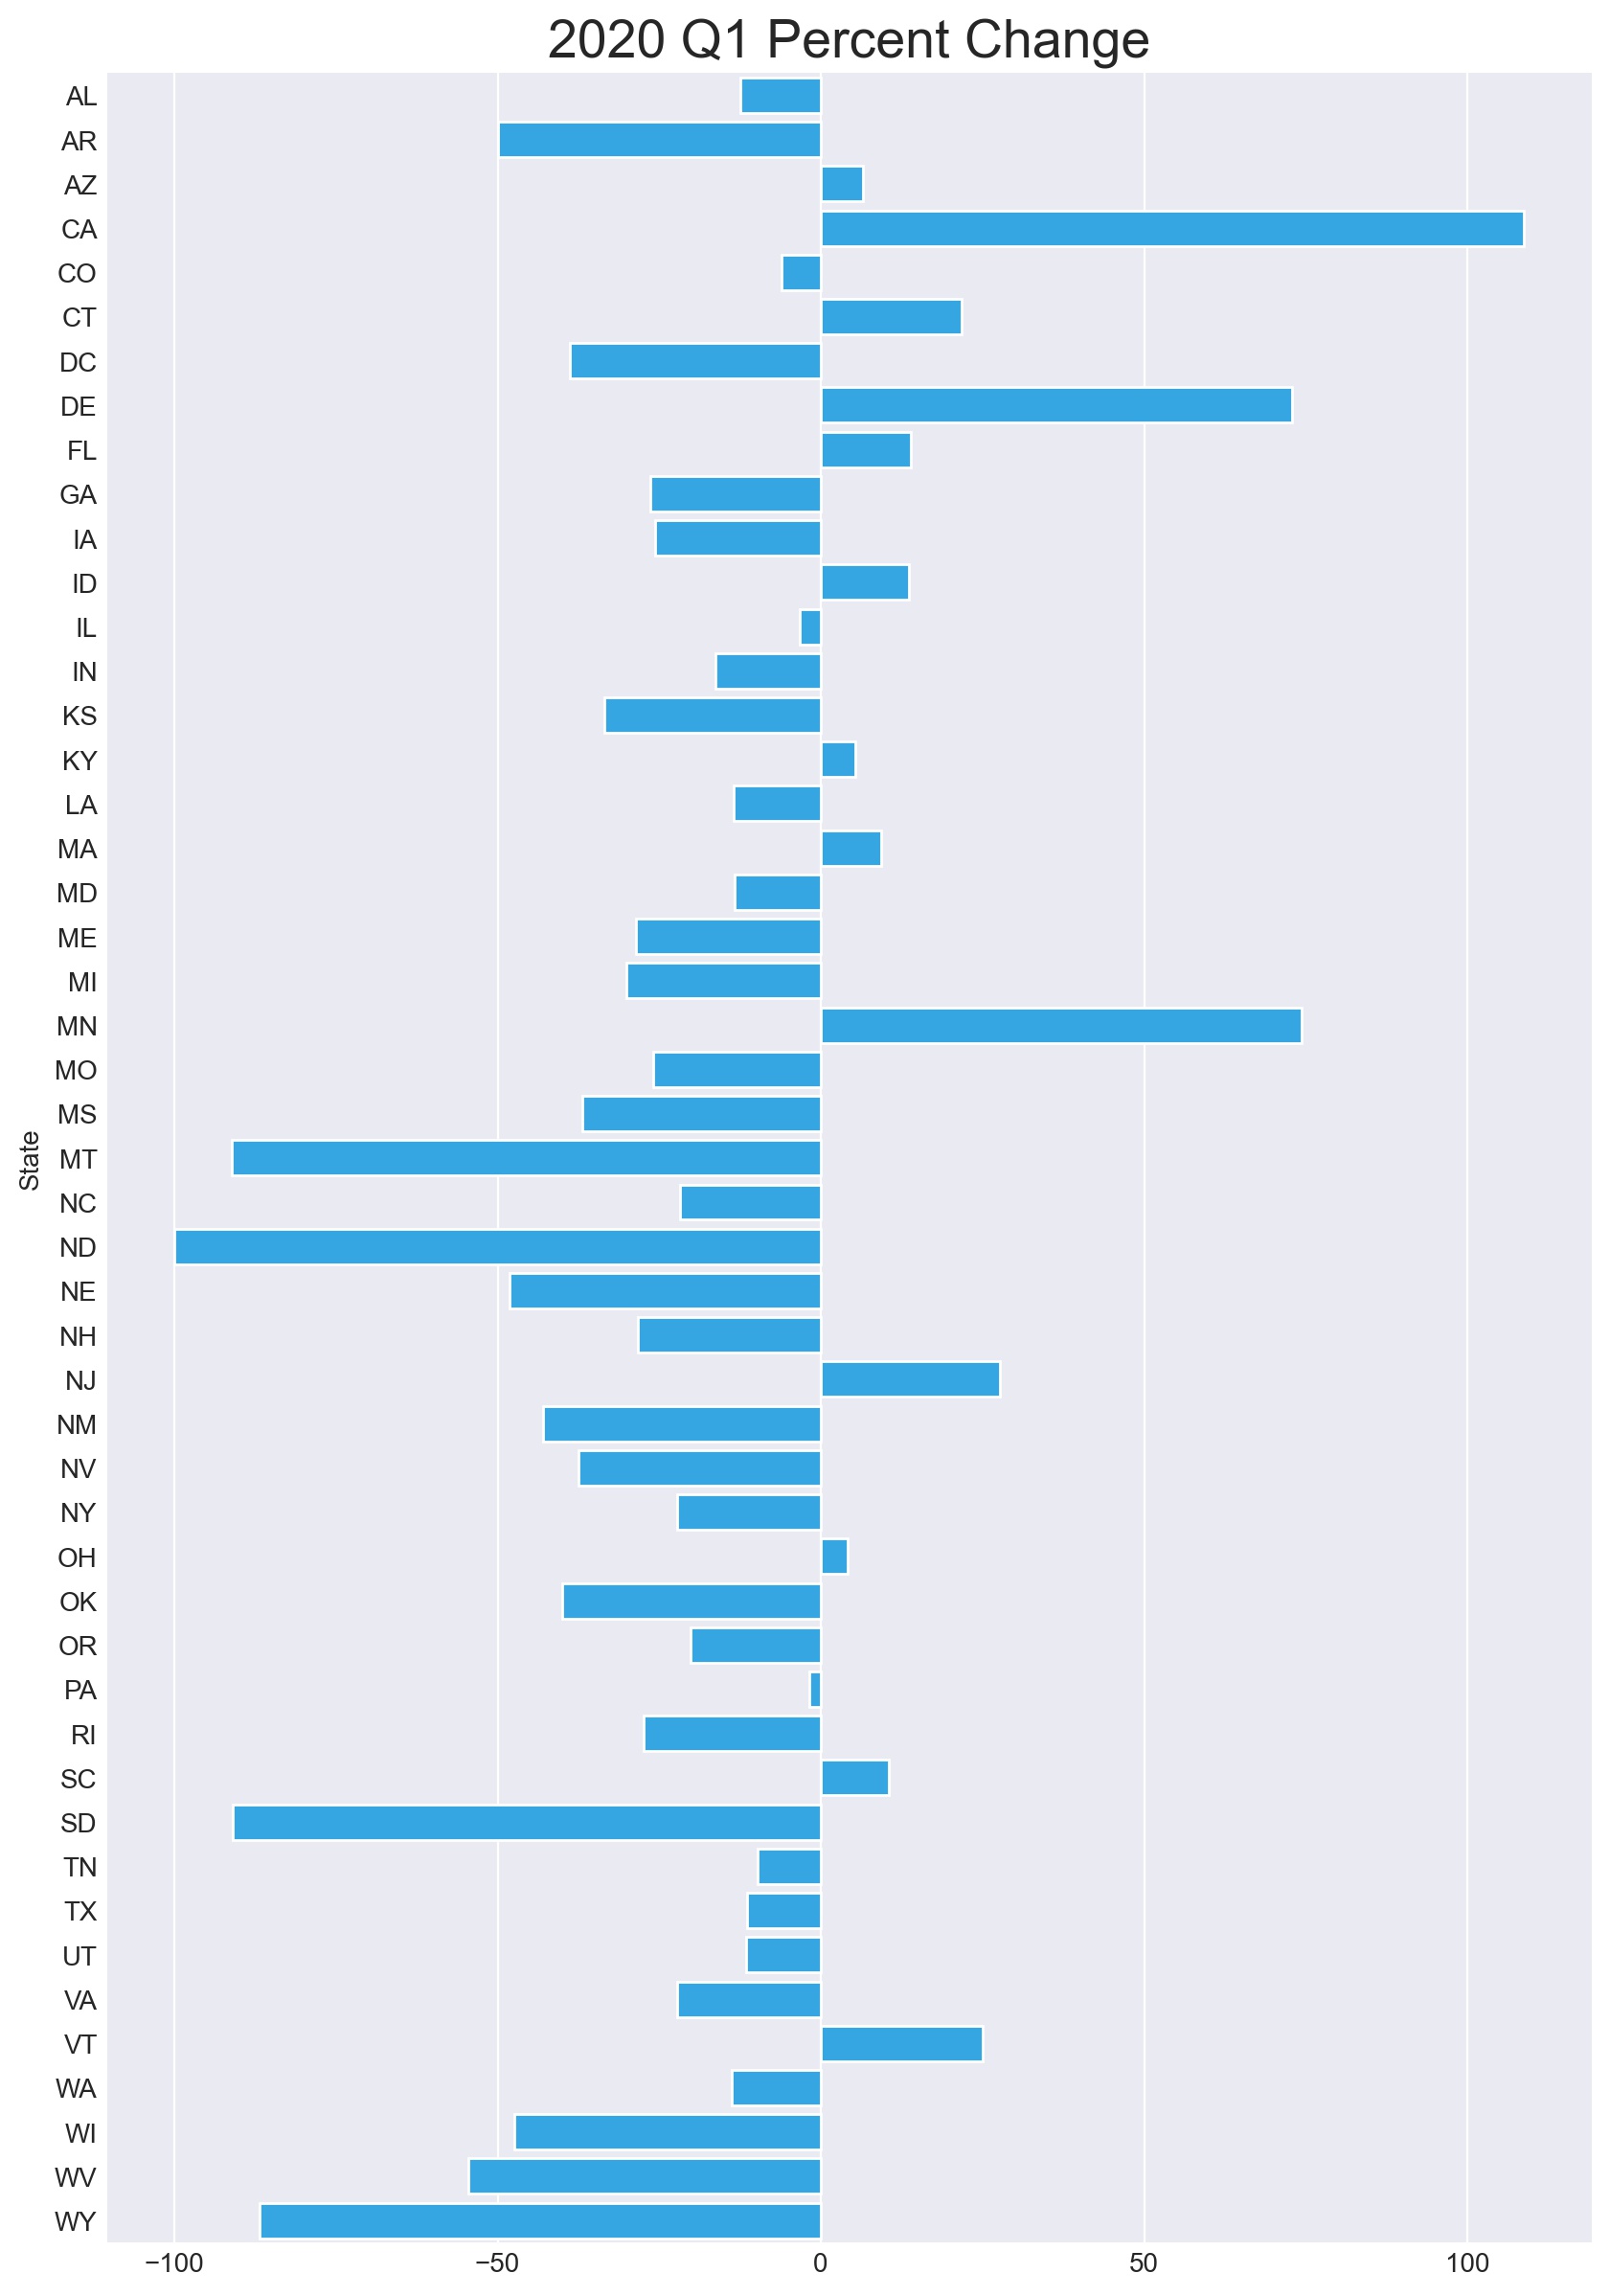 2020 Q1 Percent Change
AL
AR
AZ
CA
CO
CT
DC
DE
FL
GA
IA
ID
IL
IN
KS
KY
LA
MA
MD
ME
MI
MN
MO
MS
State
MT
NC
ND
NE
NH
NJ
NM
NV
NY
OH
OK
OR
PA
RI
SC
SD
TN
TX
UT
VA
VT
WA
WI
WV
WY
−100 −50 0 50 100